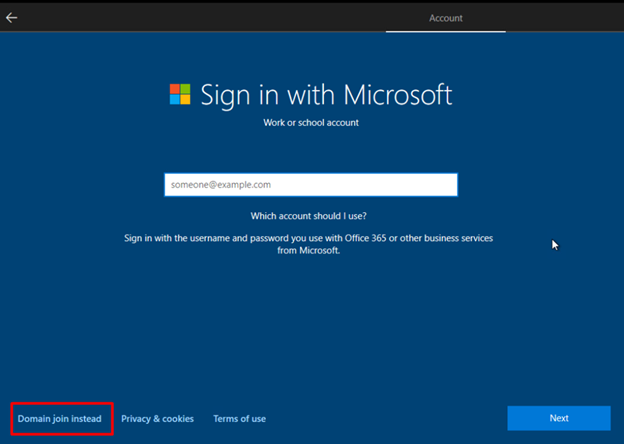 Account
Sign in with Microsoft
Work or school account
someone@example.com
Which account should I use?
Sign in with the username and password you use with Office 365 or other business services
from Microsoft.
Domain join instead
Privacy & cookies
Terms of use
Next